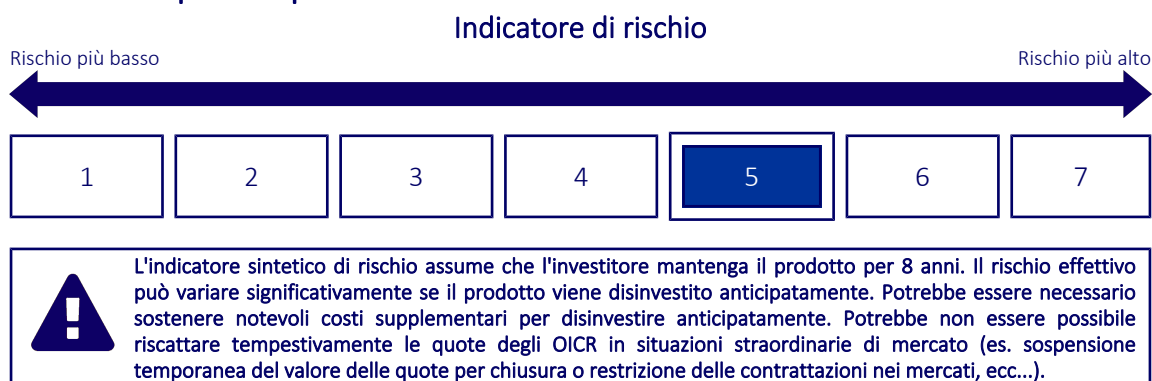 Indicatore di rischio
Rischio più basso Rischio più alto
1 2 3 4 5 6 7
L'indicatore sintetico di rischio assume che l'investitore mantenga il prodotto per 8 anni. Il rischio effettivo
può variare significativamente se il prodotto viene disinvestito anticipatamente. Potrebbe essere necessario
sostenere notevoli costi supplementari per disinvestire anticipatamente. Potrebbe non essere possibile
riscattare tempestivamente le quote degli OICR in situazioni straordinarie di mercato (es. sospensione
temporanea del valore delle quote per chiusura o restrizione delle contrattazioni nei mercati, ecc...).